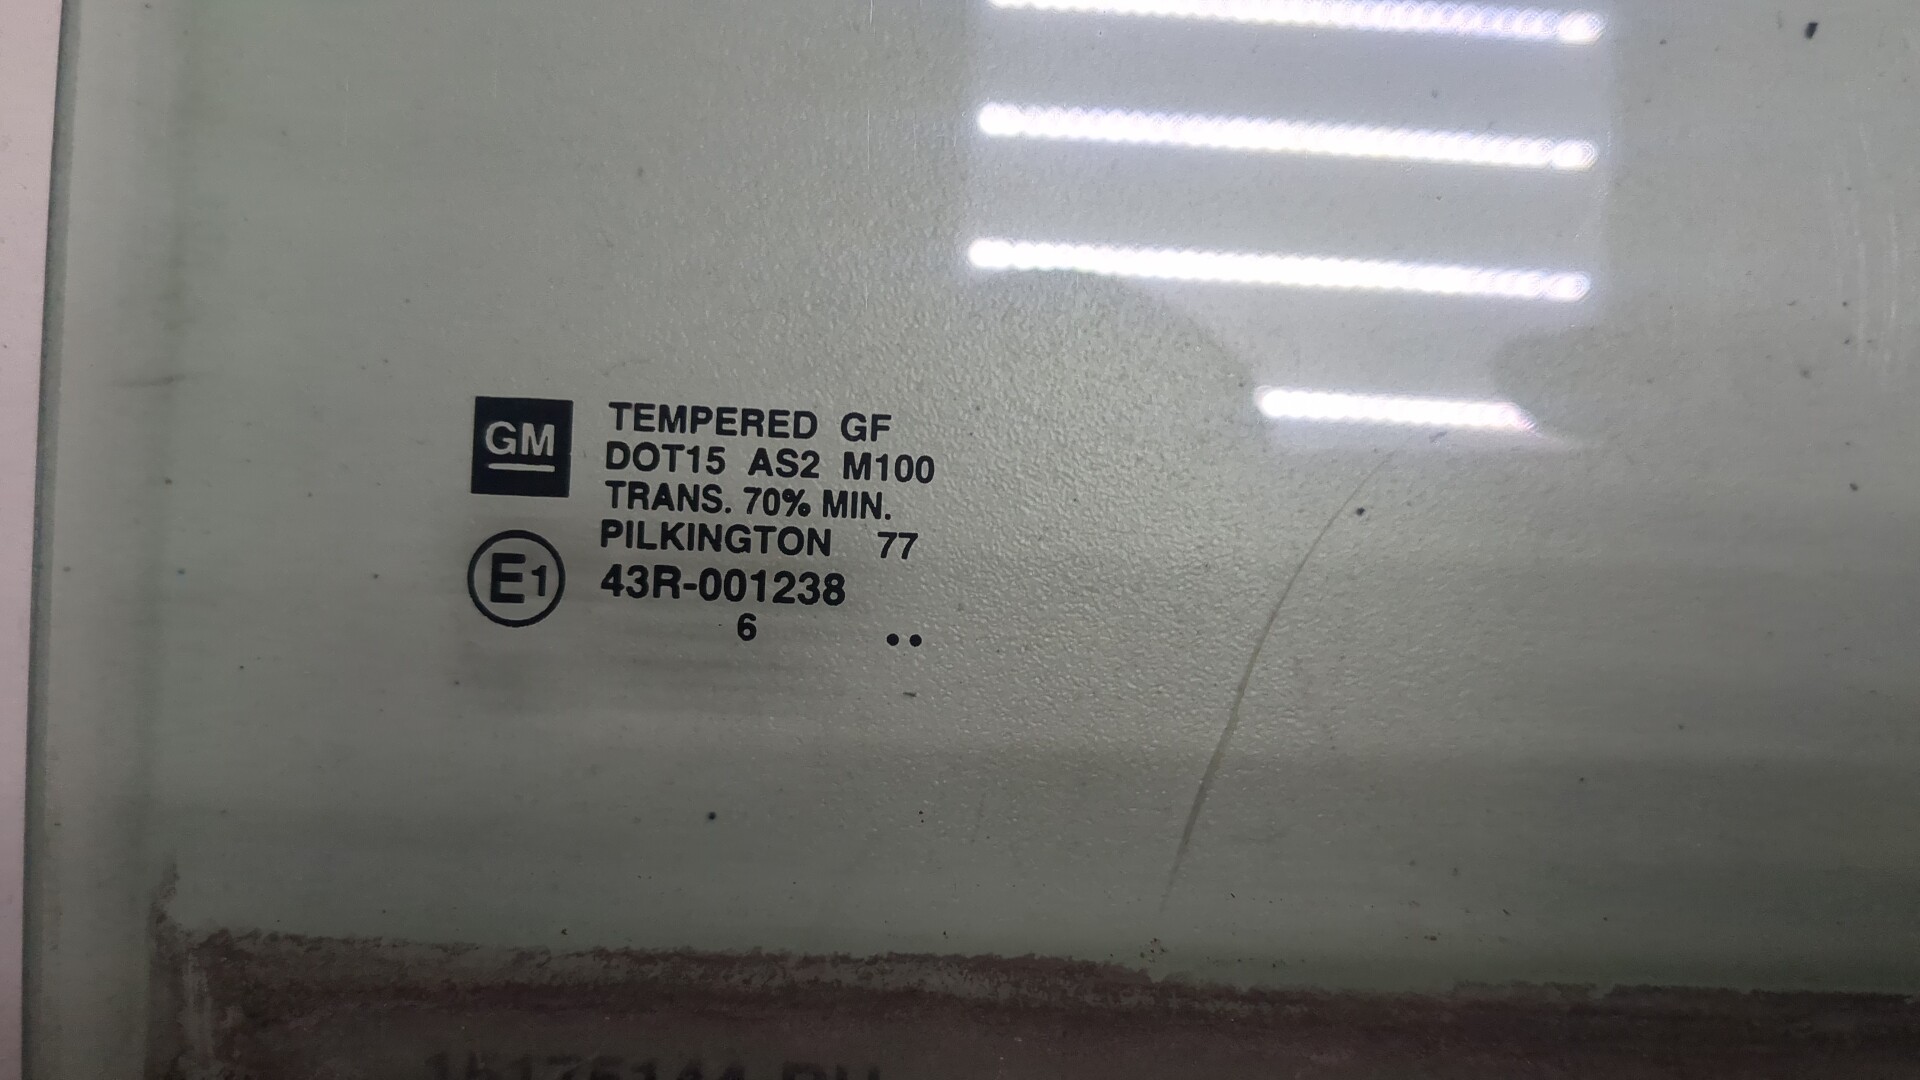 GM
TEMPERED GF
DOT15 AS2 M100
TRANS. 70% MIN.
PILKINGTON 77
E1 43R-001238
6 ••